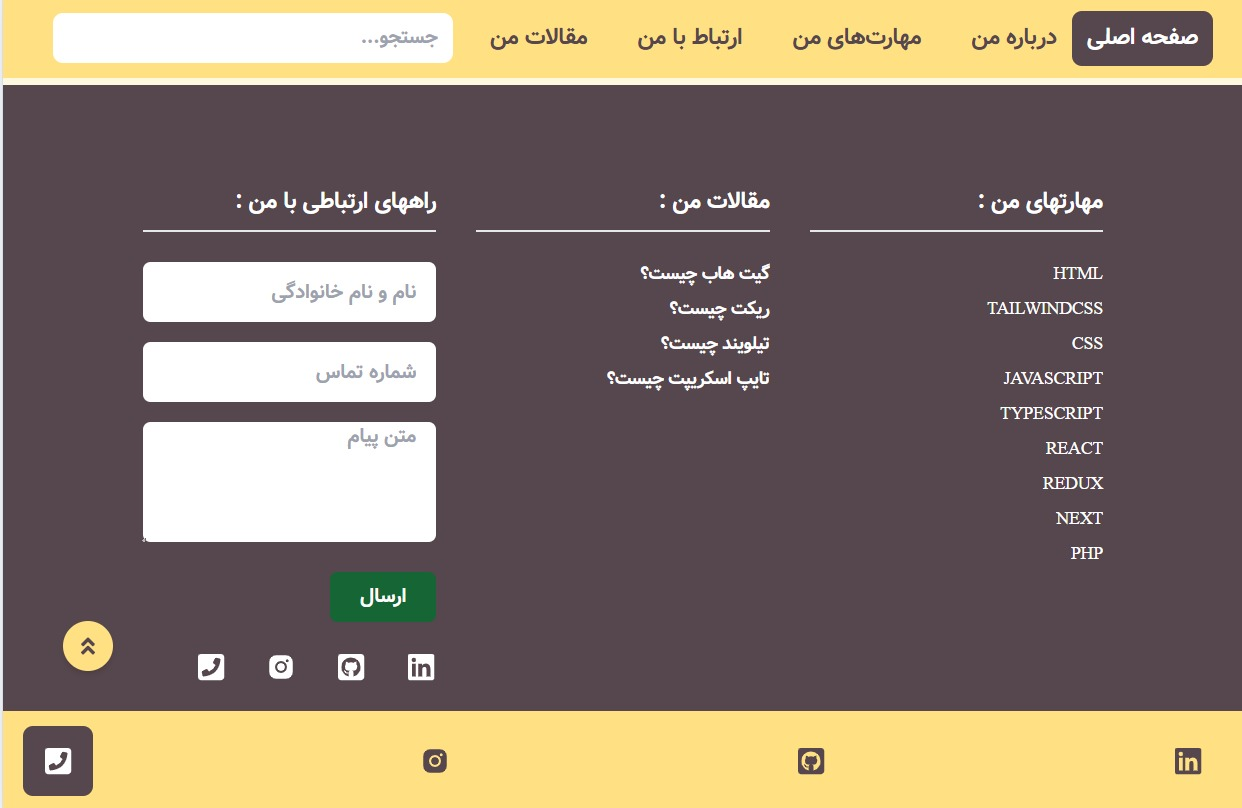 صفحه اصلی
درباره من
مهارت‌های من
ارتباط با من
مقالات من
جستجو...
مهارتهای من :
HTML
TAILWINDCSS
CSS
JAVASCRIPT
TYPESCRIPT
REACT
REDUX
NEXT
PHP
مقالات من :
گیت هاب چیست؟
ریکت چیست؟
تیلویند چیست؟
تایپ اسکریپت چیست؟
راههای ارتباطی با من :
نام و نام خانوادگی
شماره تماس
متن پیام
ارسال